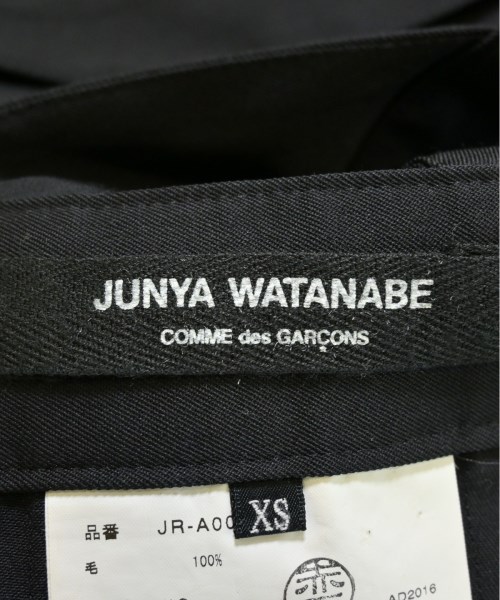 JUNYA WATANABE
COMME des GARÇONS
品番 JR-A00
XS
毛 100%
AD2016